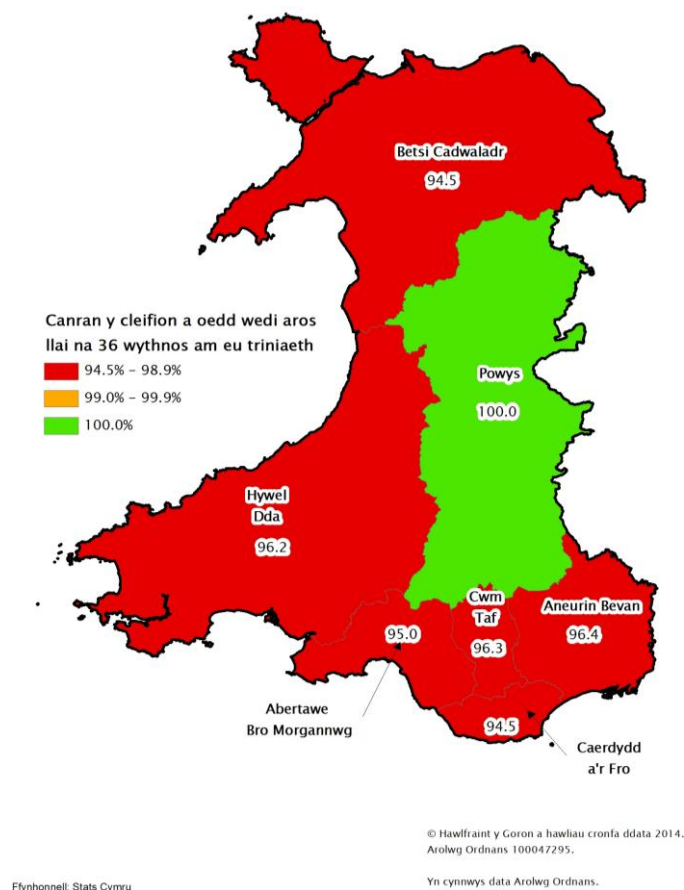 Betsi Cadwaladr
94.5
Canran y cleifion a oedd wedi aros
llai na 36 wythnos am eu triniaeth
94.5% - 98.9%
99.0% - 99.9%
100.0%
Powys
100.0
Hywel
Dda
96.2
Cwm
Taf
96.3
Aneurin Bevan
96.4
95.0
Abertawe
Bro Morgannwg
94.5
Caerdydd
a'r Fro
© Hawlfraint y Goron a hawliau cronfa ddata 2014.
Arolwg Ordnans 100047295.
Yn cynnwys data Arolwg Ordnans.
Ffynhonnell: Stats Cymru